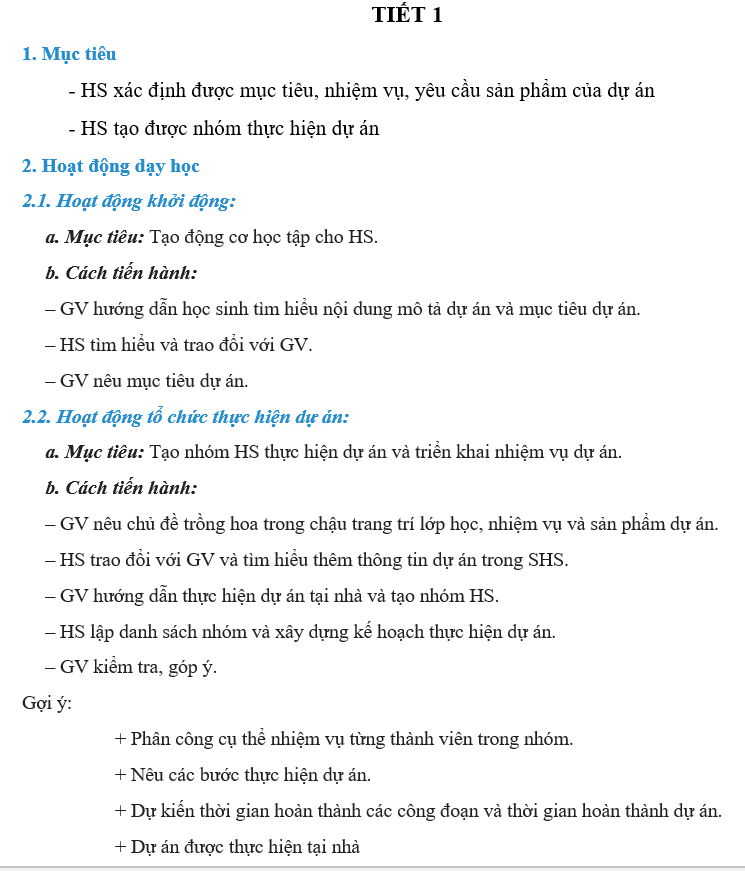 TIẾT 1
1. Mục tiêu
- HS xác định được mục tiêu, nhiệm vụ, yêu cầu sản phẩm của dự án
- HS tạo được nhóm thực hiện dự án
2. Hoạt động dạy học
2.1. Hoạt động khởi động:
a. Mục tiêu: Tạo động cơ học tập cho HS.
b. Cách tiến hành:
– GV hướng dẫn học sinh tìm hiểu nội dung mô tả dự án và mục tiêu dự án.
– HS tìm hiểu và trao đổi với GV.
– GV nêu mục tiêu dự án.
2.2. Hoạt động tổ chức thực hiện dự án:
a. Mục tiêu: Tạo nhóm HS thực hiện dự án và triển khai nhiệm vụ dự án.
b. Cách tiến hành:
– GV nêu chủ đề trồng hoa trong chậu trang trí lớp học, nhiệm vụ và sản phẩm dự án.
– HS trao đổi với GV và tìm hiểu thêm thông tin dự án trong SHS.
– GV hướng dẫn thực hiện dự án tại nhà và tạo nhóm HS.
– HS lập danh sách nhóm và xây dựng kế hoạch thực hiện dự án.
– GV kiểm tra, góp ý.
Gợi ý:
+ Phân công cụ thể nhiệm vụ từng thành viên trong nhóm.
+ Nêu các bước thực hiện dự án.
+ Dự kiến thời gian hoàn thành các công đoạn và thời gian hoàn thành dự án.
+ Dự án được thực hiện tại nhà